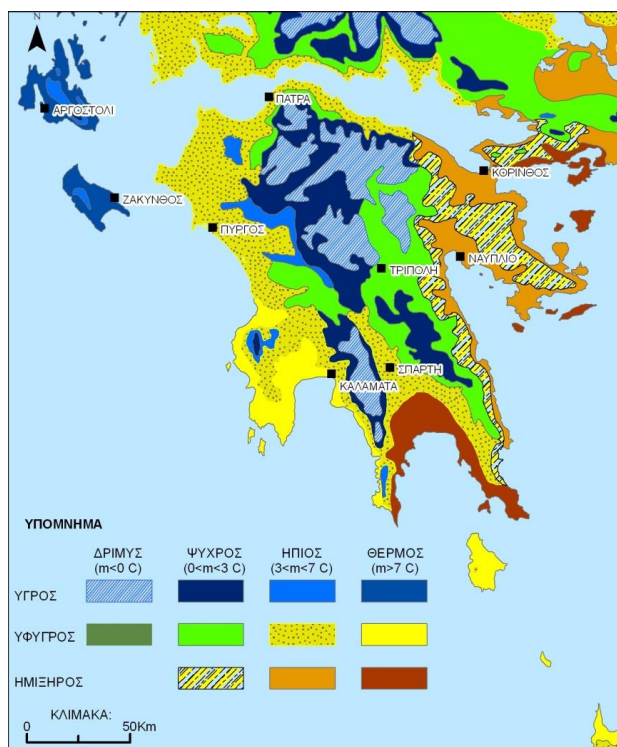 N
ΑΡΓΟΣΤΟΛΙ
ΠΑΤΡΑ
ΚΟΡΙΝΘΟΣ
ΖΑΚΥΝΘΟΣ
ΠΥΡΓΟΣ
ΝΑΥΠΛΙΟ
ΤΡΙΠΟΛΗ
ΣΠΑΡΤΗ
ΚΑΛΑΜΑΤΑ
ΥΠΟΜΝΗΜΑ
ΔΡΙΜΥΣ ΨΥΧΡΟΣ ΗΠΙΟΣ ΘΕΡΜΟΣ
(m<0 C) (0<m<3 C) (3<m<7 C) (m>7 C)
ΥΓΡΟΣ
ΥΦΥΓΡΟΣ
ΗΜΙΞΗΡΟΣ
ΚΛΙΜΑΚΑ:
0 50Km